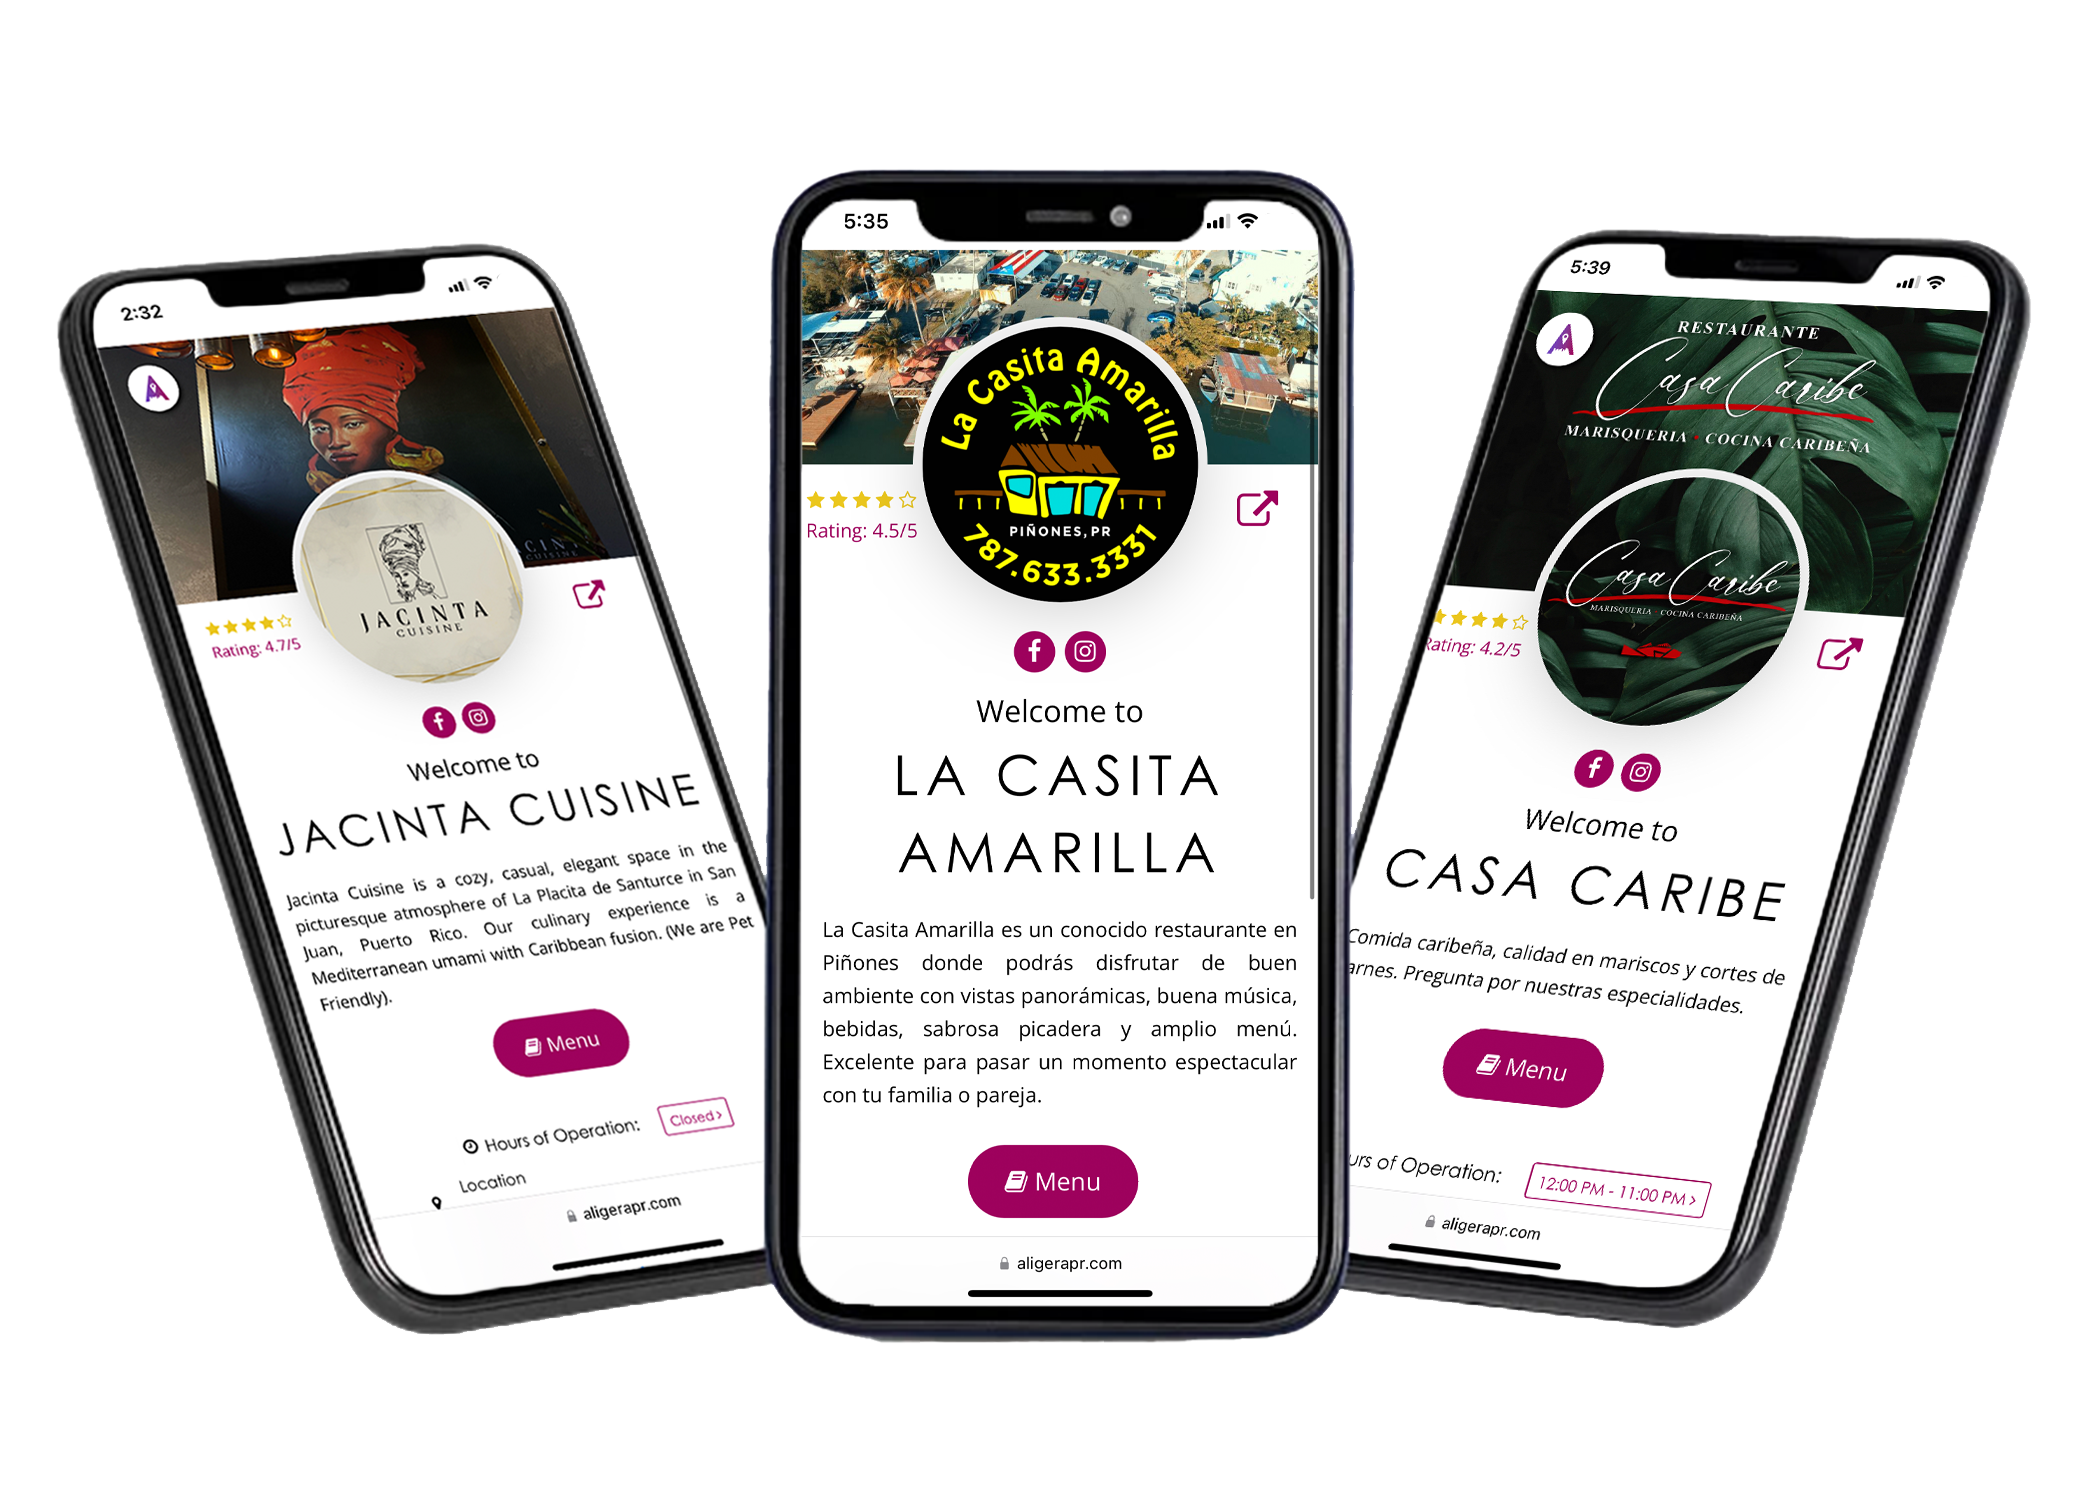 2:32
JACINTA
CUISINE
Rating: 4.7/5
Welcome to
JACINTA CUISINE
Jacinta Cuisine is a cozy, casual, elegant space in the
picturesque atmosphere of La Placita de Santurce in San
Juan, Puerto Rico. Our culinary experience is a
Mediterranean umami with Caribbean fusion. (We are Pet
Friendly).
Menu
Hours of Operation: Closed >
Location
aligerapr.com
5:35
La Casita Amarilla
PIÑONES, PR
787.633.3331
Rating: 4.5/5
Welcome to
LA CASITA
AMARILLA
La Casita Amarilla es un conocido restaurante en
Piñones donde podrás disfrutar de buen
ambiente con vistas panorámicas, buena música,
bebidas, sabrosa picadera y amplio menú.
Excelente para pasar un momento espectacular
con tu familia o pareja.
Menu
aligerapr.com
5:39
RESTAURANTE
Casa Caribe
MARISQUERIA • COCINA CARIBEÑA
Casa Caribe
MARISQUERIA · COCINA CARIBEÑA
Rating: 4.2/5
Welcome to
CASA CARIBE
Comida caribeña, calidad en mariscos y cortes de
arnes. Pregunta por nuestras especialidades.
Menu
urs of Operation: 12:00 PM - 11:00 PM >
aligerapr.com